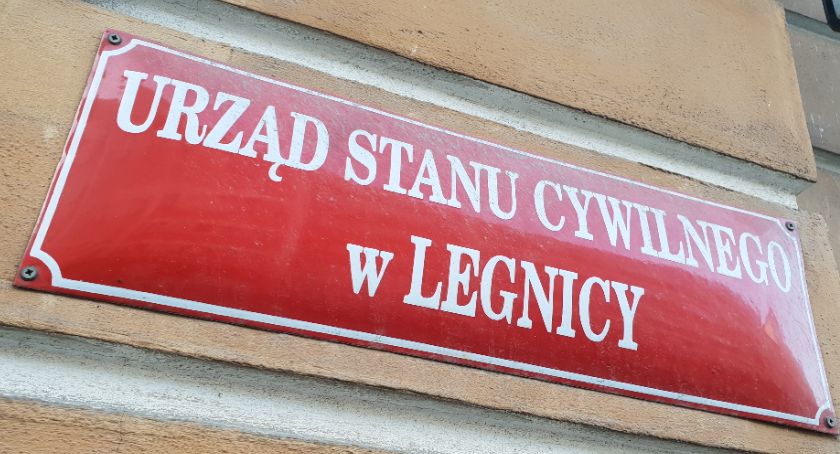 URZĄD STANU CYWILNEGO
w LEGNICY